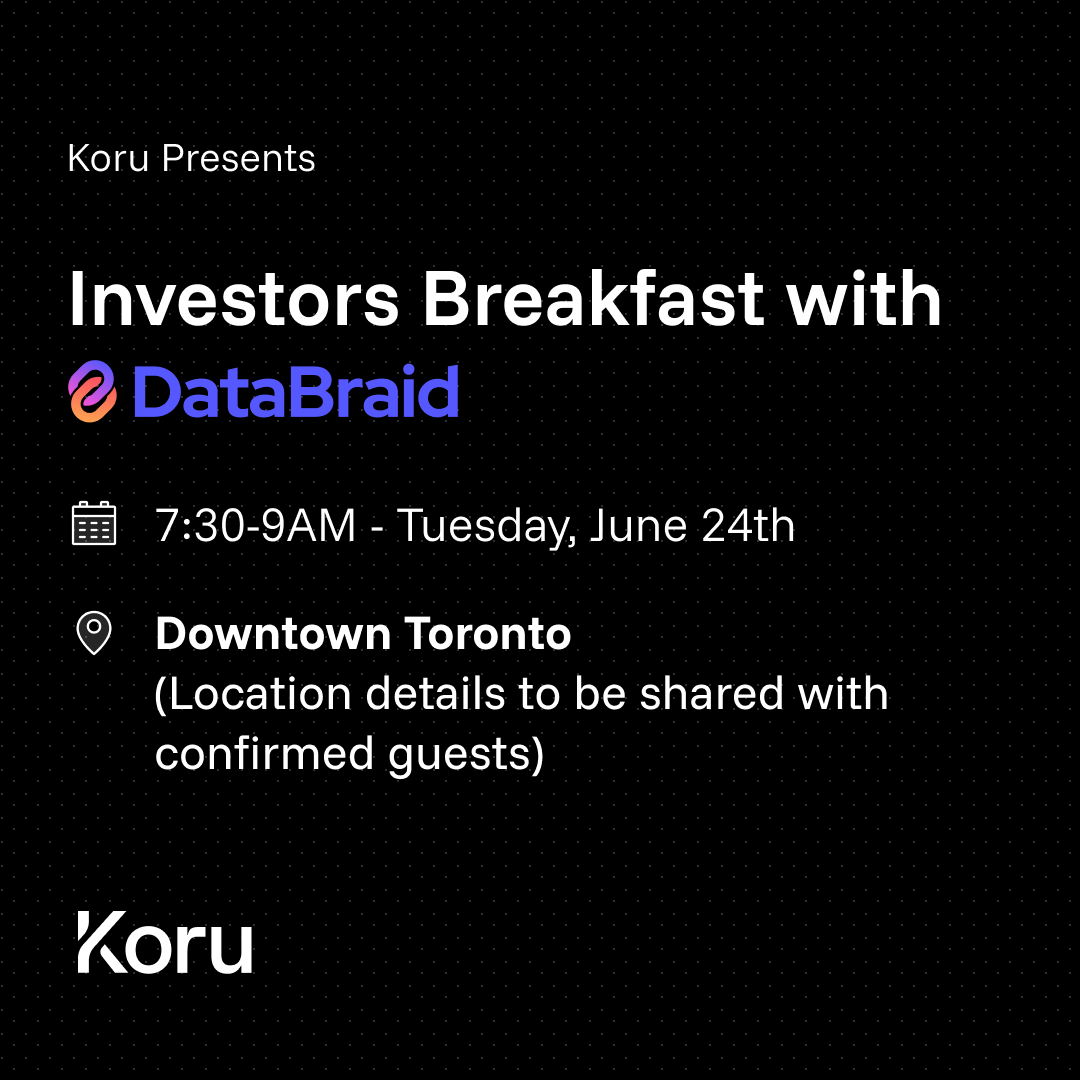 Koru Presents
Investors Breakfast with
DataBraid
7:30-9AM - Tuesday, June 24th
Downtown Toronto
(Location details to be shared with
confirmed guests)
Koru